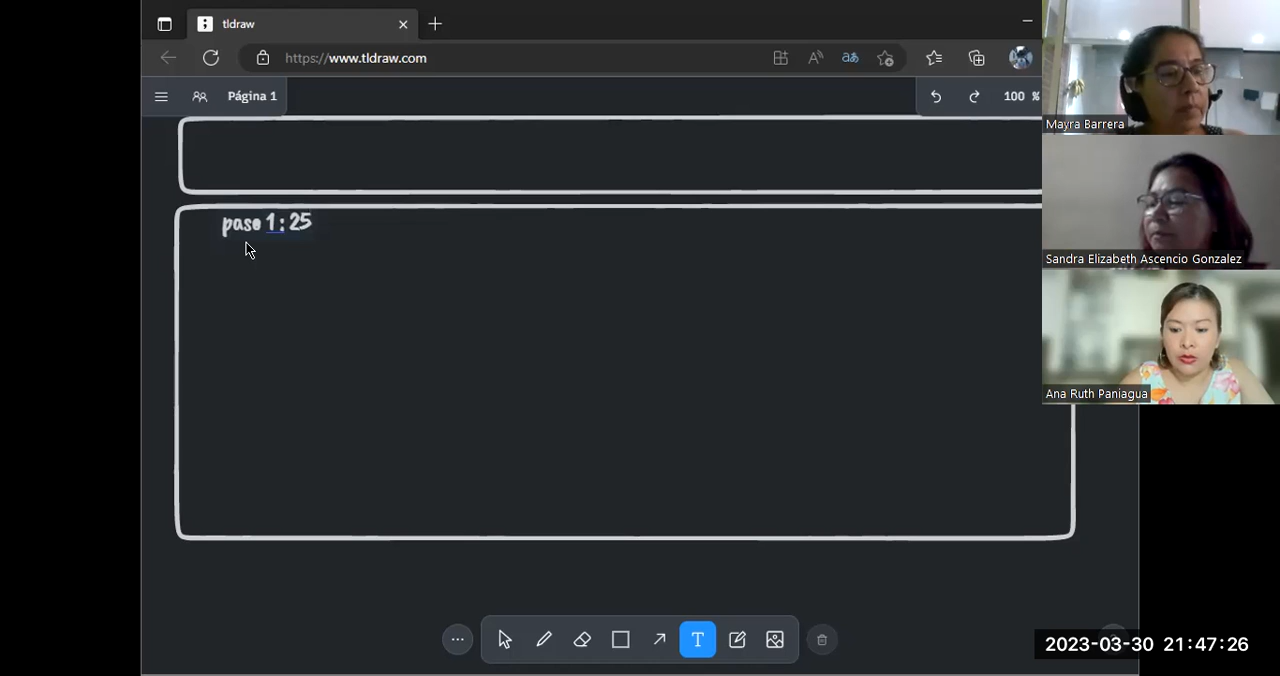 tldraw
https://www.tldraw.com
Página 1
100 %
paso 1: 25
Mayra Barrera
Sandra Elizabeth Ascencio Gonzalez
Ana Ruth Paniagua
T
2023-03-30 21:47:26